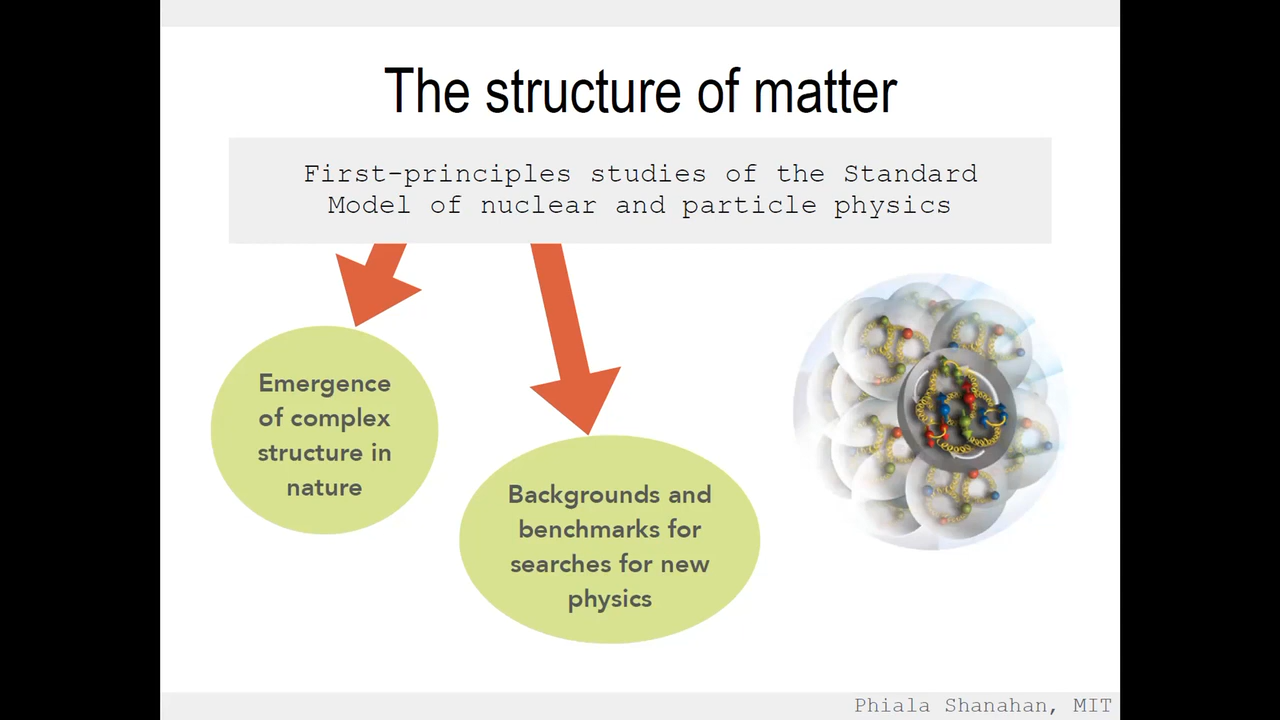 The structure of matter
First-principles studies of the Standard
Model of nuclear and particle physics
Emergence
of complex
structure in
nature
Backgrounds and
benchmarks for
searches for new
physics
Phiala Shanahan, MIT